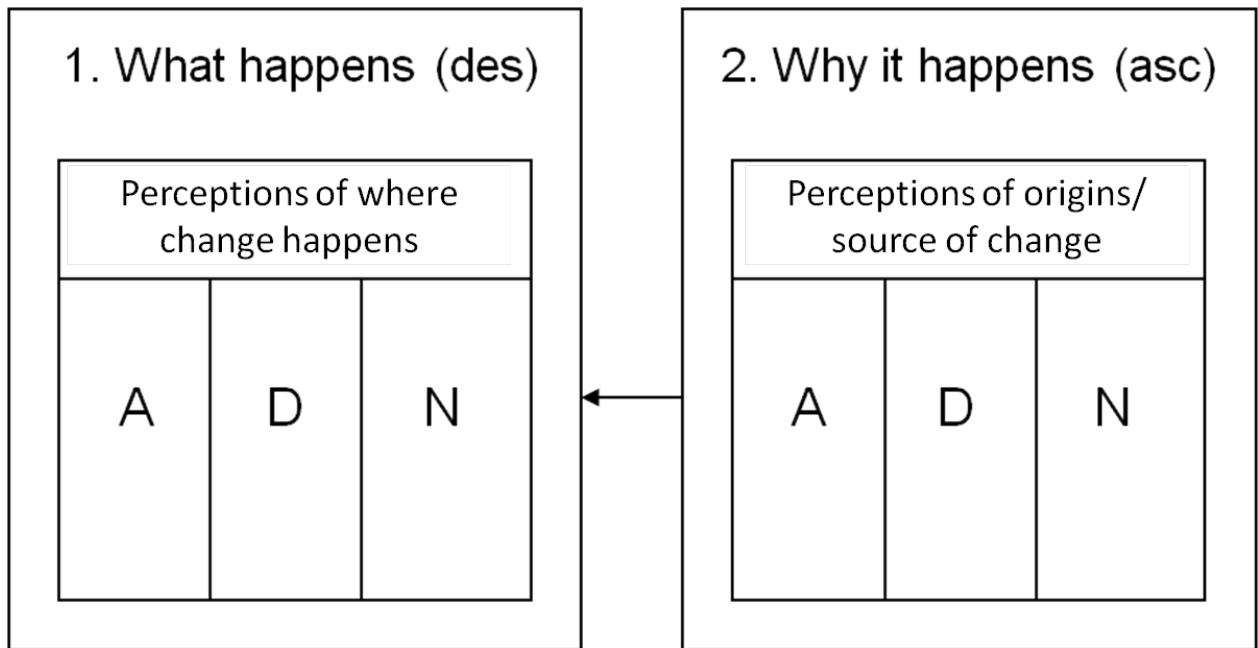 1. What happens (des)
Perceptions of where
change happens
A D N
2. Why it happens (asc)
Perceptions of origins/
source of change
A D N